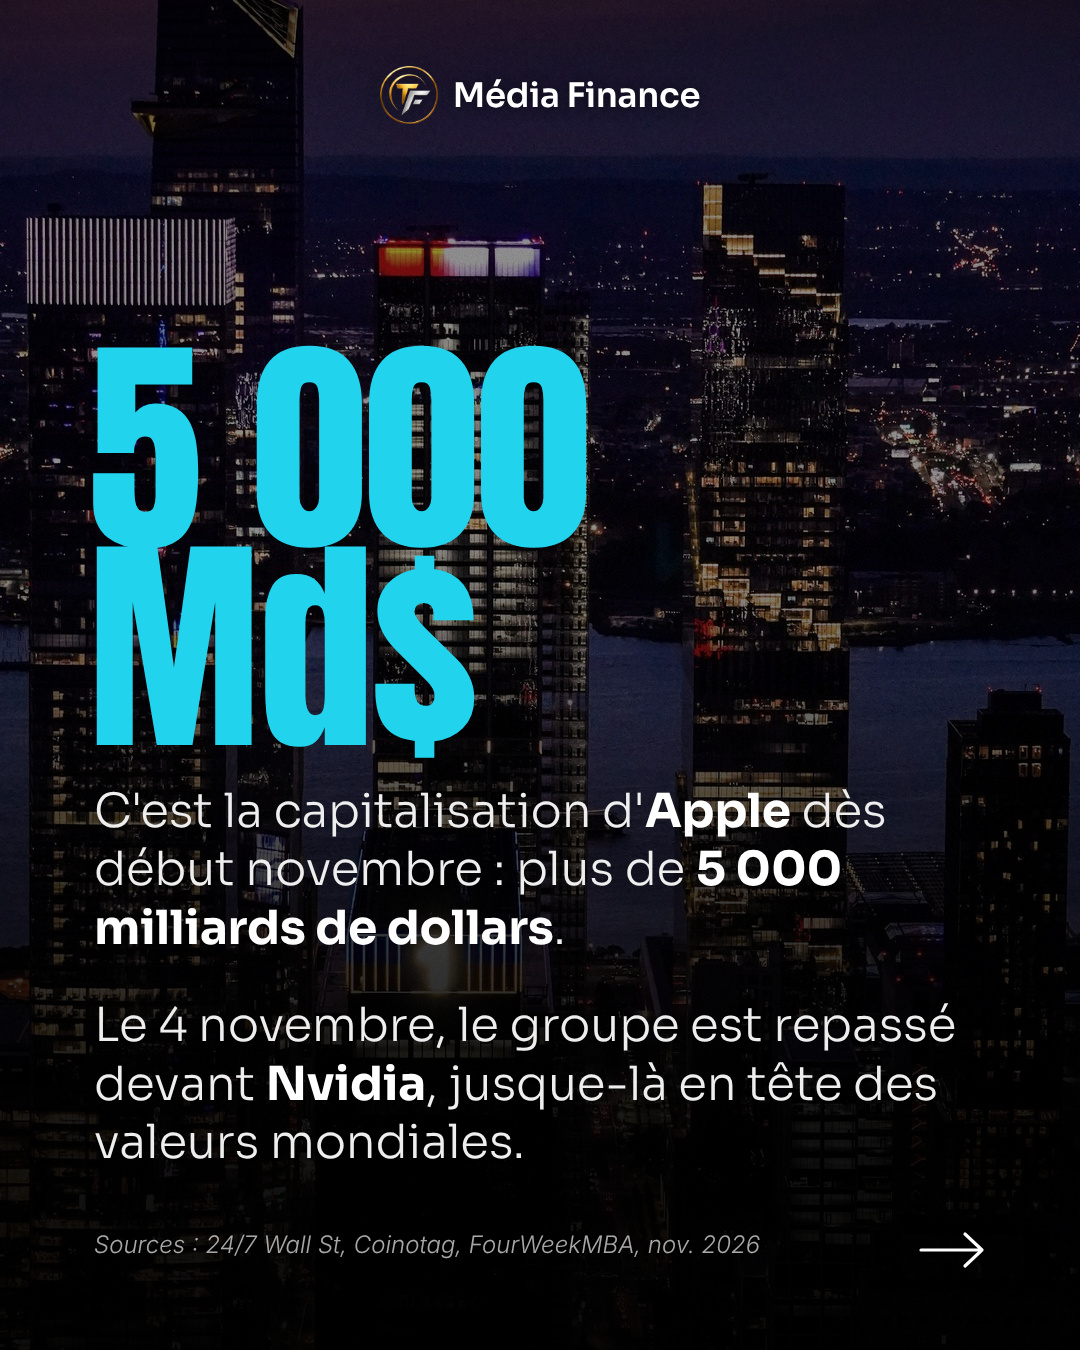 TF Média Finance
5 000
Md$
C'est la capitalisation d'Apple dès
début novembre : plus de 5 000
milliards de dollars.
Le 4 novembre, le groupe est repassé
devant Nvidia, jusque-là en tête des
valeurs mondiales.
Sources : 24/7 Wall St, Coinotag, FourWeekMBA, nov. 2026